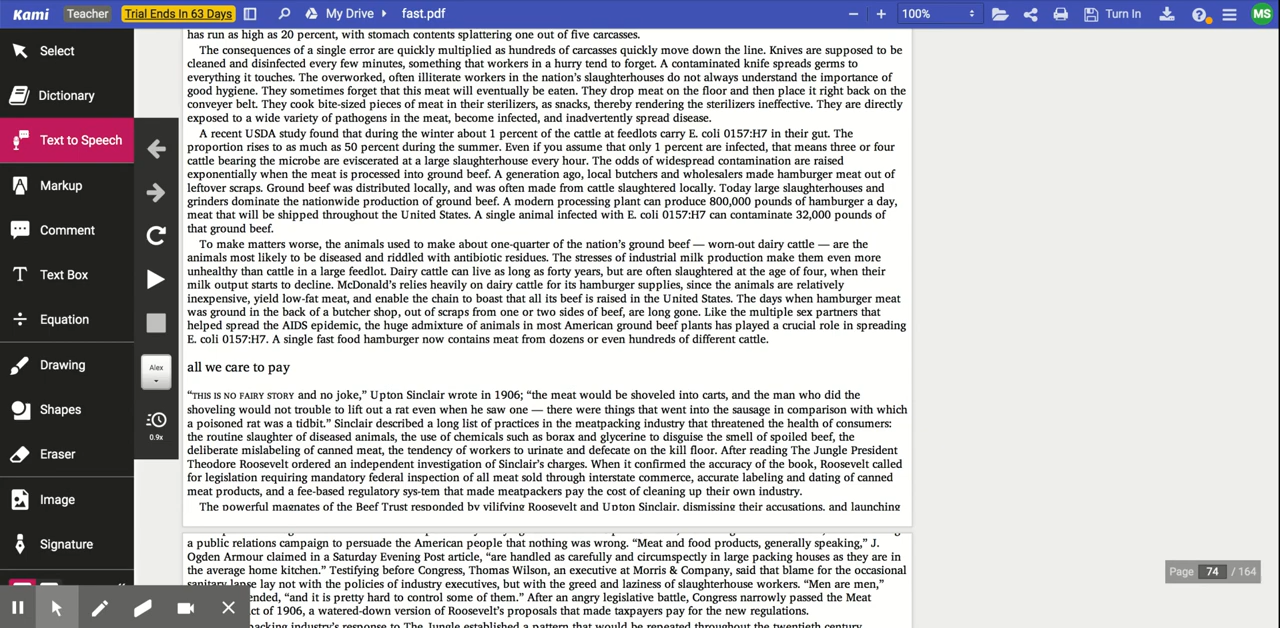 Kami Teacher Trial Ends In 63 Days My Drive fast.pdf 100% Turn In MS
Select
Dictionary
Text to Speech
Markup
Comment
Text Box
Equation
Drawing
Shapes
Eraser
Image
Signature
Alex
0.9x
has run as high as 20 percent, with stomach contents splattering one out of five carcasses.
The consequences of a single error are quickly multiplied as hundreds of carcasses quickly move down the line. Knives are supposed to be
cleaned and disinfected every few minutes, something that workers in a hurry tend to forget. A contaminated knife spreads germs to
everything it touches. The overworked, often illiterate workers in the nation's slaughterhouses do not always understand the importance of
good hygiene. They sometimes forget that this meat will eventually be eaten. They drop meat on the floor and then place it right back on the
conveyer belt. They cook bite-sized pieces of meat in their sterilizers, as snacks, thereby rendering the sterilizers ineffective. They are directly
exposed to a wide variety of pathogens in the meat, become infected, and inadvertently spread disease.
A recent USDA study found that during the winter about 1 percent of the cattle at feedlots carry E. coli 0157:H7 in their gut. The
proportion rises to as much as 50 percent during the summer. Even if you assume that only 1 percent are infected, that means three or four
cattle bearing the microbe are eviscerated at a large slaughterhouse every hour. The odds of widespread contamination are raised
exponentially when the meat is processed into ground beef. A generation ago, local butchers and wholesalers made hamburger meat out of
leftover scraps. Ground beef was distributed locally, and was often made from cattle slaughtered locally. Today large slaughterhouses and
grinders dominate the nationwide production of ground beef. A modern processing plant can produce 800,000 pounds of hamburger a day,
meat that will be shipped throughout the United States. A single animal infected with E. coli 0157:H7 can contaminate 32,000 pounds of
that ground beef.
To make matters worse, the animals used to make about one-quarter of the nation's ground beef — worn-out dairy cattle — are the
animals most likely to be diseased and riddled with antibiotic residues. The stresses of industrial milk production make them even more
unhealthy than cattle in a large feedlot. Dairy cattle can live as long as forty years, but are often slaughtered at the age of four, when their
milk output starts to decline. McDonald's relies heavily on dairy cattle for its hamburger supplies, since the animals are relatively
inexpensive, yield low-fat meat, and enable the chain to boast that all its beef is raised in the United States. The days when hamburger meat
was ground in the back of a butcher shop, out of scraps from one or two sides of beef, are long gone. Like the multiple sex partners that
helped spread the AIDS epidemic, the huge admixture of animals in most American ground beef plants has played a crucial role in spreading
E. coli 0157:H7. A single fast food hamburger now contains meat from dozens or even hundreds of different cattle.
all we care to pay
“THIS IS NO FAIRY STORY and no joke,” Upton Sinclair wrote in 1906; “the meat would be shoveled into carts, and the man who did the
shoveling would not trouble to lift out a rat even when he saw one — there were things that went into the sausage in comparison with which
a poisoned rat was a tidbit.” Sinclair described a long list of practices in the meatpacking industry that threatened the health of consumers:
the routine slaughter of diseased animals, the use of chemicals such as borax and glycerine to disguise the smell of spoiled beef, the
deliberate mislabeling of canned meat, the tendency of workers to urinate and defecate on the kill floor. After reading The Jungle President
Theodore Roosevelt ordered an independent investigation of Sinclair's charges. When it confirmed the accuracy of the book, Roosevelt called
for legislation requiring mandatory federal inspection of all meat sold through interstate commerce, accurate labeling and dating of canned
meat products, and a fee-based regulatory sys-tem that made meatpackers pay the cost of cleaning up their own industry.
The powerful magnates of the Beef Trust responded by vilifying Roosevelt and Upton Sinclair, dismissing their accusations, and launching
a public relations campaign to persuade the American people that nothing was wrong. “Meat and food products, generally speaking,” J.
Ogden Armour claimed in a Saturday Evening Post article, “are handled as carefully and circumspectly in large packing houses as they are in
the average home kitchen.” Testifying before Congress, Thomas Wilson, an executive at Morris & Company, said that blame for the occasional
sanitary lapse lay not with the policies of industry executives, but with the greed and laziness of slaughterhouse workers. “Men are men,”
ended, “and it is pretty hard to control some of them.” After an angry legislative battle, Congress narrowly passed the Meat
ct of 1906, a watered-down version of Roosevelt's proposals that made taxpayers pay for the new regulations.
packing industry's response to The Jungle established a pattern that would be repeated throughout the twentieth century.
Page 74 / 164